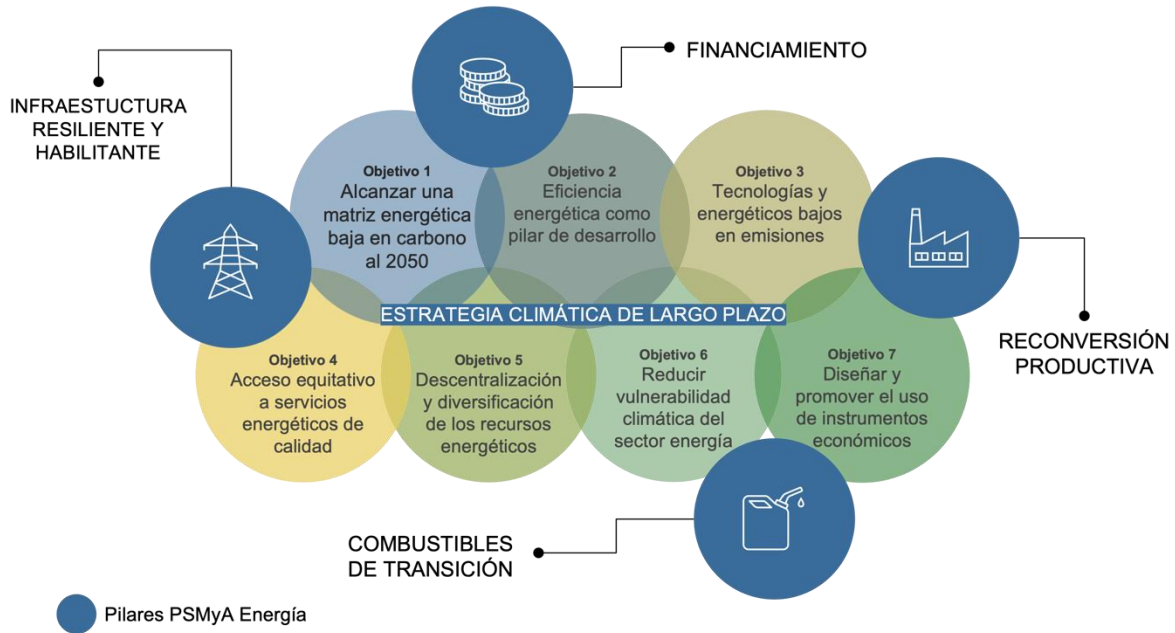 FINANCIAMIENTO
INFRAESTUCTURA
RESILIENTE Y
HABILITANTE
Objetivo 1
Alcanzar una
matriz energética
baja en carbono
al 2050
Objetivo 2
Eficiencia
energética como
pilar de desarrollo
Objetivo 3
Tecnologías y
energéticos bajos
en emisiones
ESTRATEGIA CLIMÁTICA DE LARGO PLAZO
RECONVERSIÓN
PRODUCTIVA
Objetivo 4
Acceso equitativo
a servicios
energéticos de
calidad
Objetivo 5
Descentralización
y diversificación
de los recursos
energéticos
Objetivo 6
Reducir
vulnerabilidad
climática del
sector energía
Objetivo 7
Diseñar y
promover el uso
de instrumentos
económicos
COMBUSTIBLES
DE TRANSICIÓN
Pilares PSMyA Energía